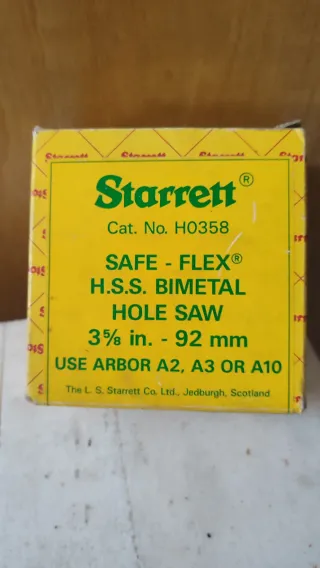 Starrett®
Cat. No. H0358
SAFE - FLEX®
H.S.S. BIMETAL
HOLE SAW
3⅝ in. - 92 mm
USE ARBOR A2, A3 OR A10
The L. S. Starrett Co. Ltd., Jedburgh, Scotland